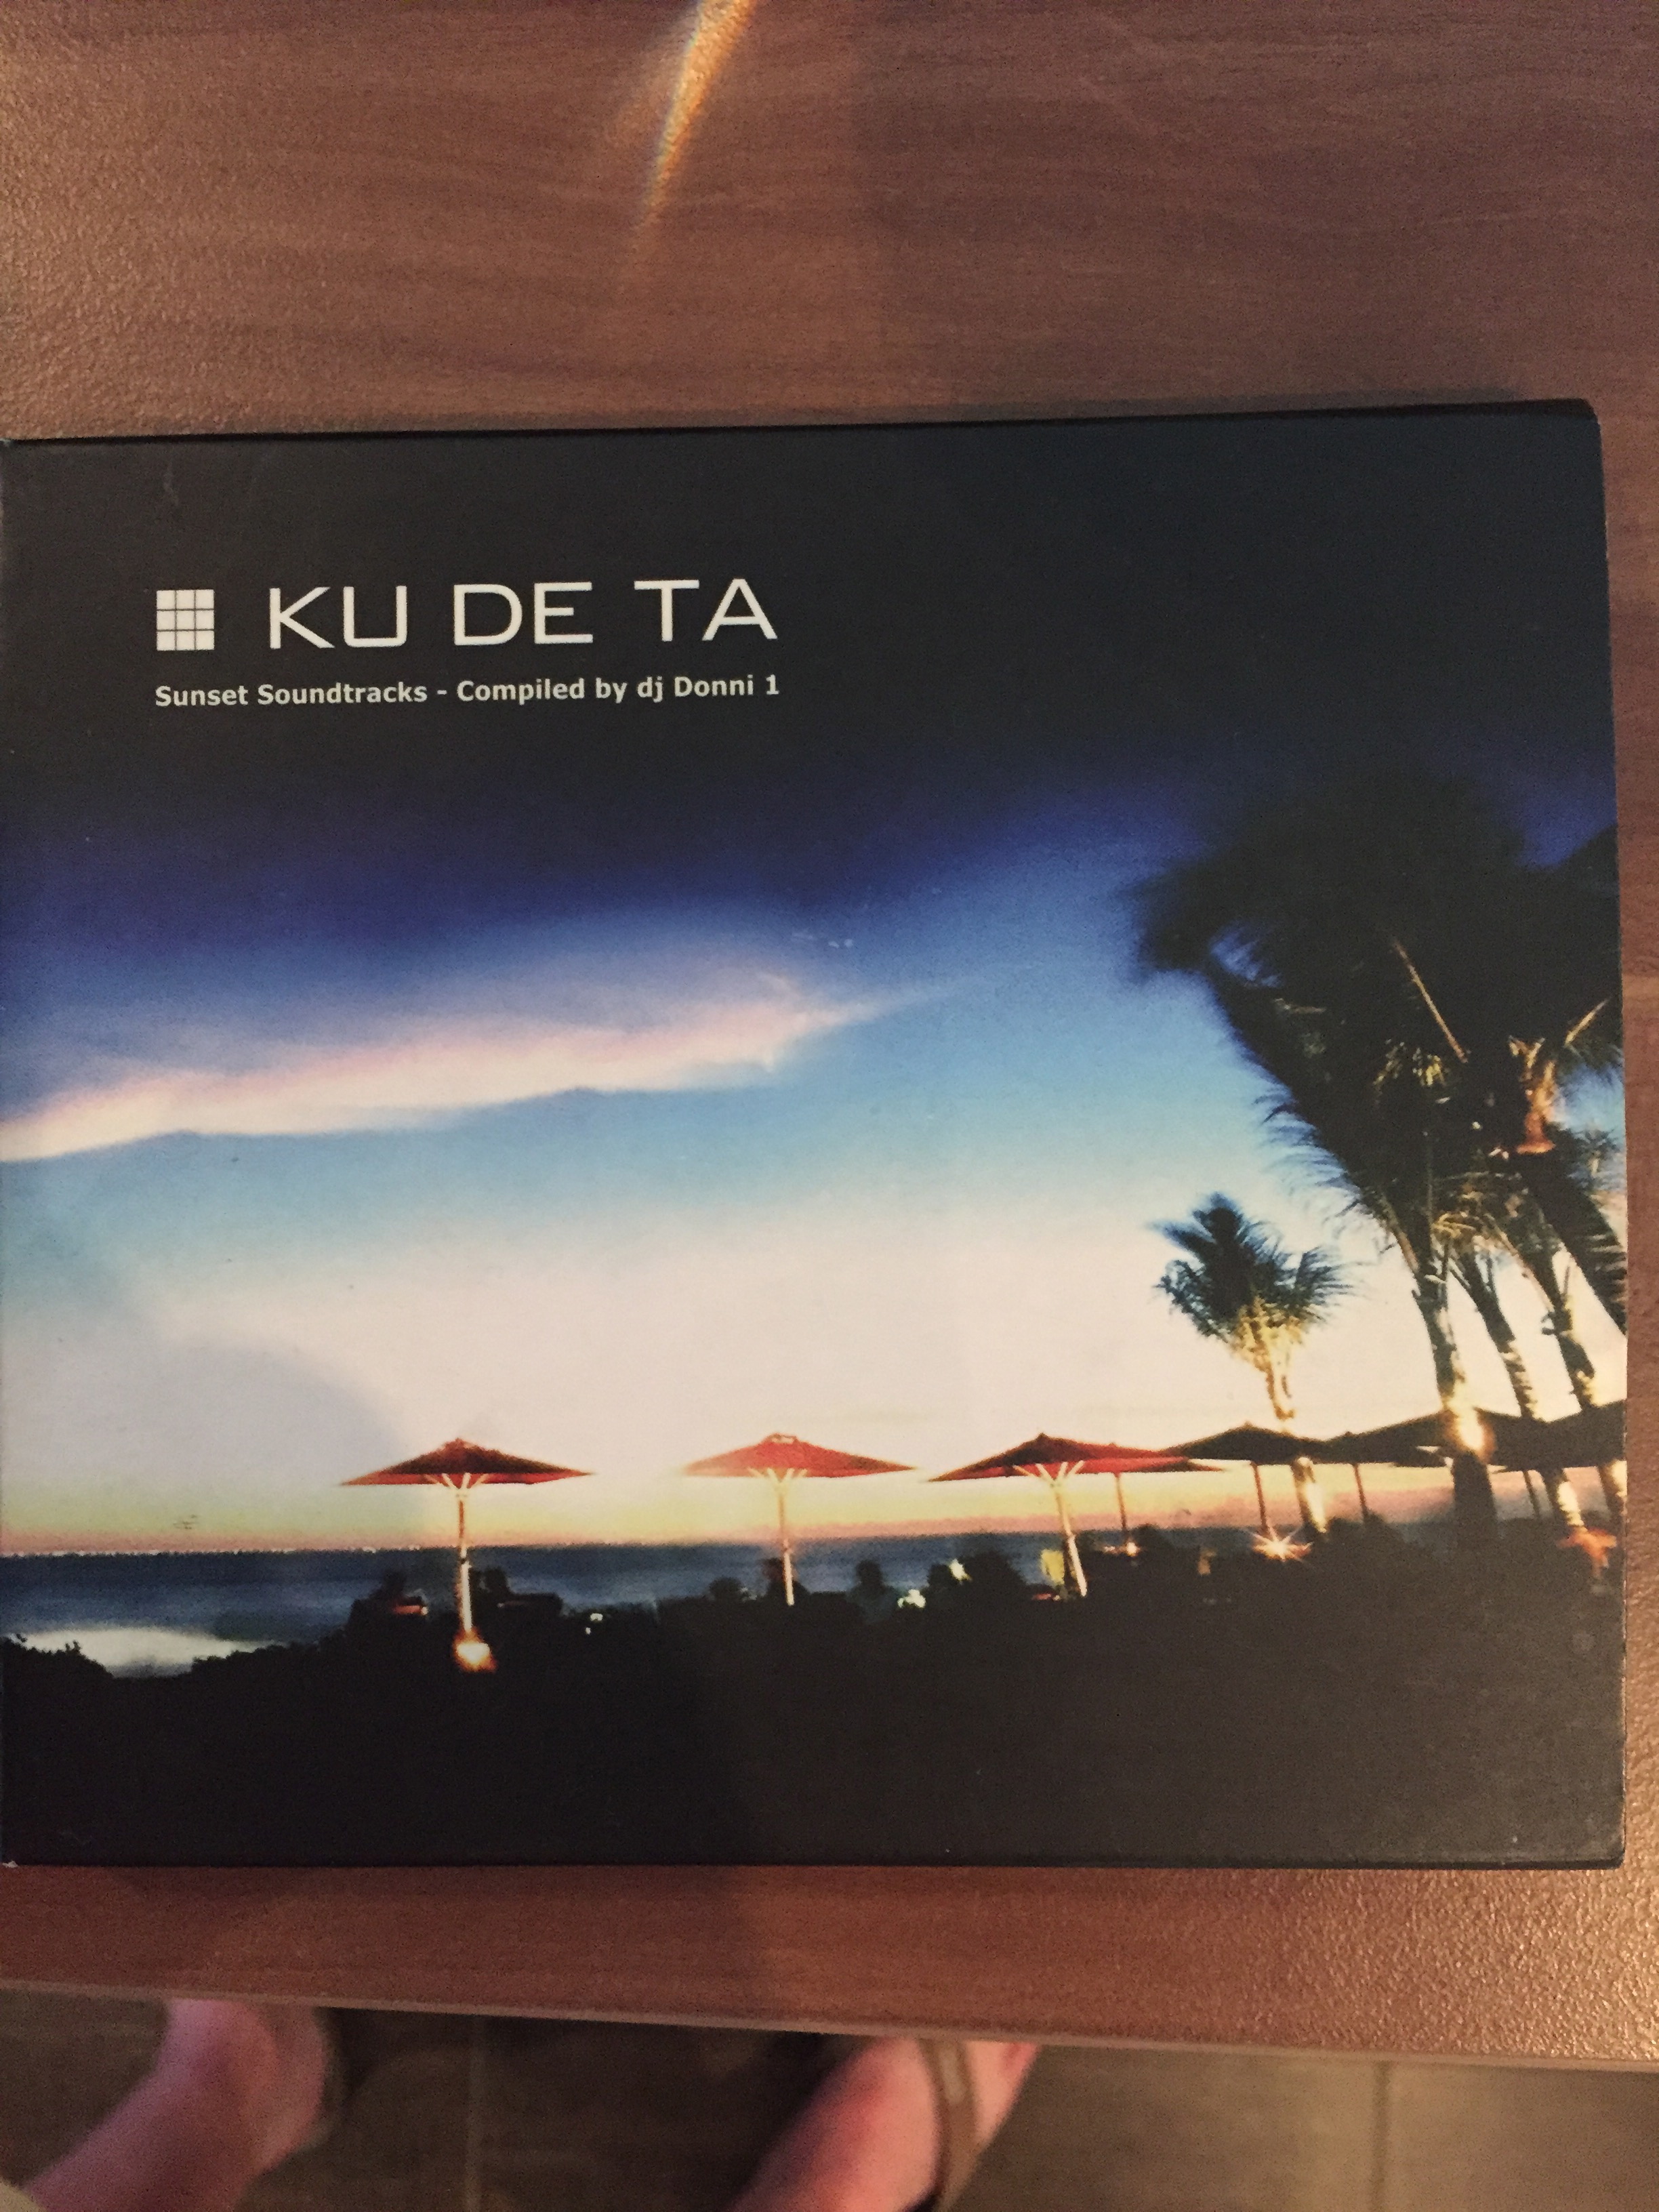 KU DE TA
Sunset Soundtracks - Compiled by dj Donni 1